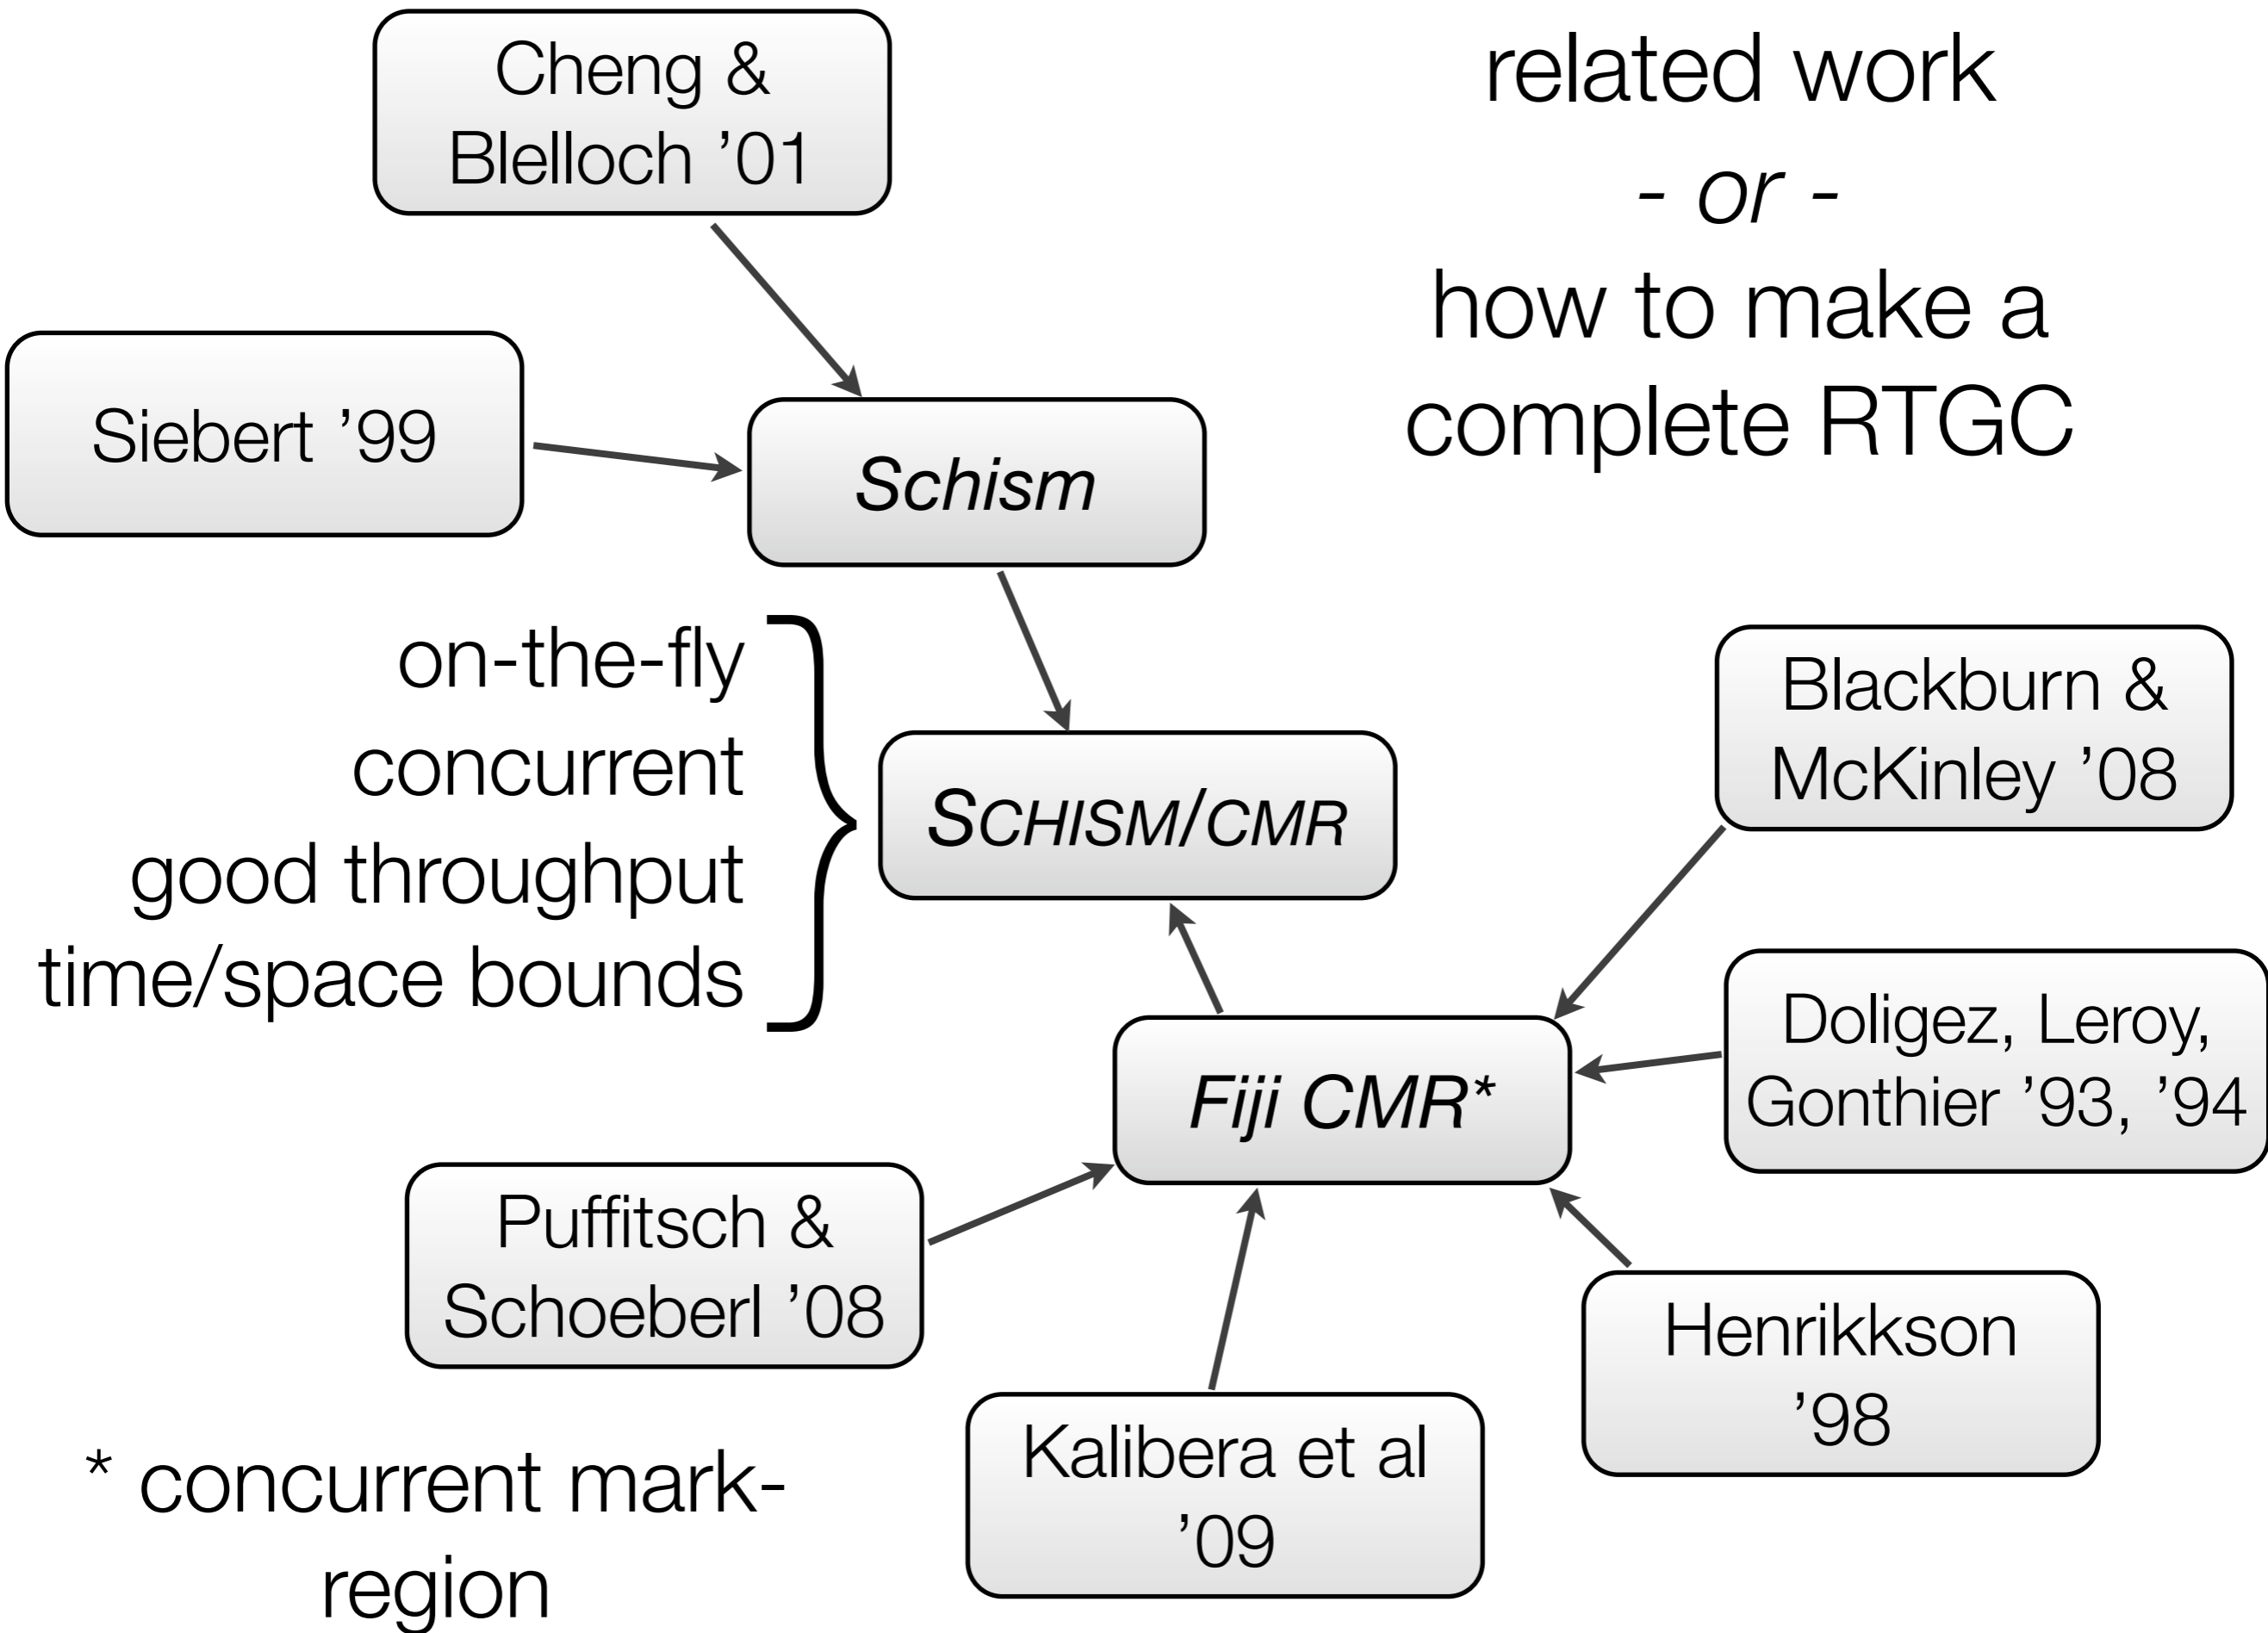 Cheng &
Blelloch ’01
related work
- or -
how to make a
complete RTGC
Siebert ’99
Schism
on-the-fly
concurrent
good throughput
time/space bounds
SCHISM/CMR
Blackburn &
McKinley ’08
Doligez, Leroy,
Gonthier ’93, ’94
Fiji CMR*
Puffitsch &
Schoeberl ’08
Henrikkson
’98
Kalibera et al
’09
* concurrent mark-
region